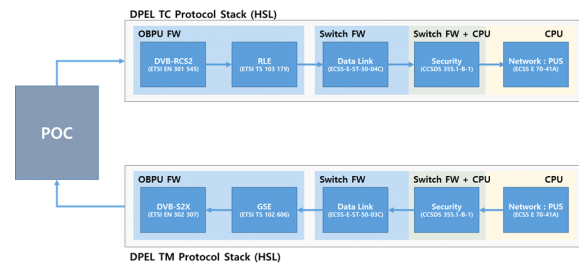 DPEL TC Protocol Stack (HSL)
OBPU FW
Switch FW
Switch FW + CPU
CPU
DVB-RCS2
(ETSI EN 301 545)
RLE
(ETSI TS 103 179)
Data Link
(ECSS-E-ST-50-04C)
Security
(CCSDS 355.1-B-1)
Network : PUS
(ECSS E 70-41A)
POC
OBPU FW
Switch FW
Switch FW + CPU
CPU
DVB-S2X
(ETSI EN 302 307)
GSE
(ETSI TS 102 606)
Data Link
(ECSS-E-ST-50-03C)
Security
(CCSDS 355.1-B-1)
Network : PUS
(ECSS E 70-41A)
DPEL TM Protocol Stack (HSL)